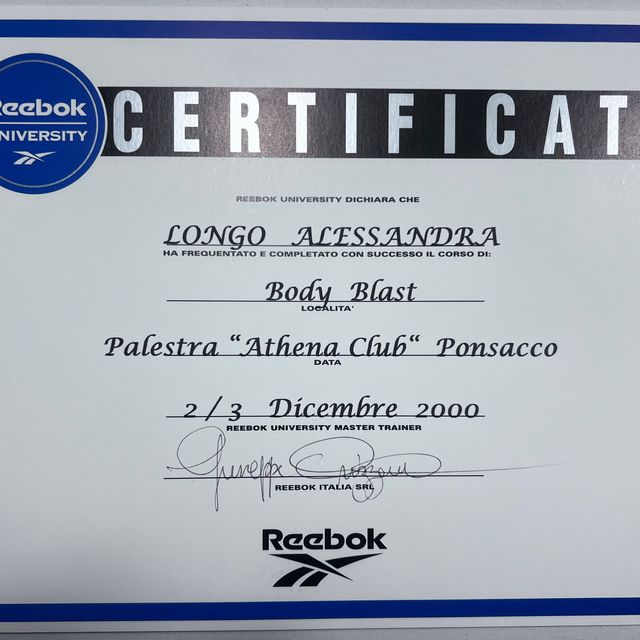 Reebok
UNIVERSITY
CERTIFICAT
REEBOK UNIVERSITY DICHIARA CHE
LONGO ALESSANDRA
HA FREQUENTATO E COMPLETATO CON SUCCESSO IL CORSO DI:
Body Blast
LOCALITA'
Palestra “Athena Club“ Ponsacco
DATA
2 / 3 Dicembre 2000
REEBOK UNIVERSITY MASTER TRAINER
REEBOK ITALIA SRL
Reebok